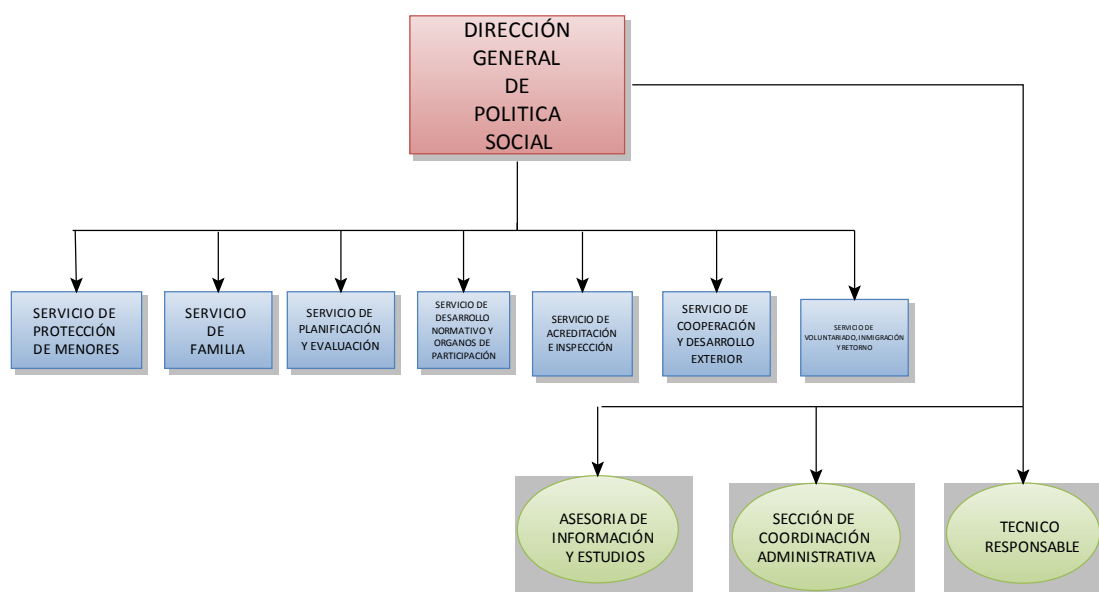 DIRECCIÓN
GENERAL
DE
POLITICA
SOCIAL
SERVICIO DE
PROTECCIÓN
DE MENORES
SERVICIO
DE
FAMILIA
SERVICIO DE
PLANIFICACIÓN
Y EVALUACIÓN
SERVICIO DE
DESARROLLO
NORMATIVO Y
ORGANOS DE
PARTICIPACIÓN
SERVICIO DE
ACREDITACIÓN
E INSPECCIÓN
SERVICIO DE
COOPERACIÓN
Y DESARROLLO
EXTERIOR
SERVICIO DE
VOLUNTARIADO, INMIGRACIÓN
Y RETORNO
ASESORIA DE
INFORMACIÓN
Y ESTUDIOS
SECCIÓN DE
COORDINACIÓN
ADMINISTRATIVA
TECNICO
RESPONSABLE